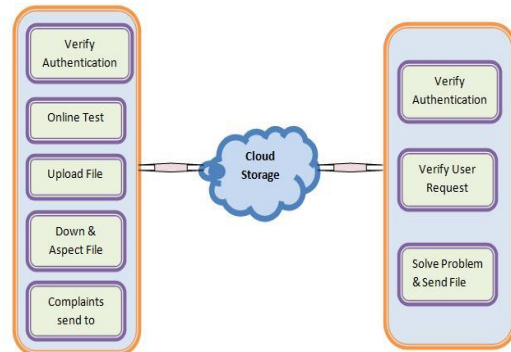 Verify
Authentication
Online Test
Upload File
Down &
Aspect File
Complaints
send to
Cloud
Storage
Verify
Authentication
Verify User
Request
Solve Problem
& Send File